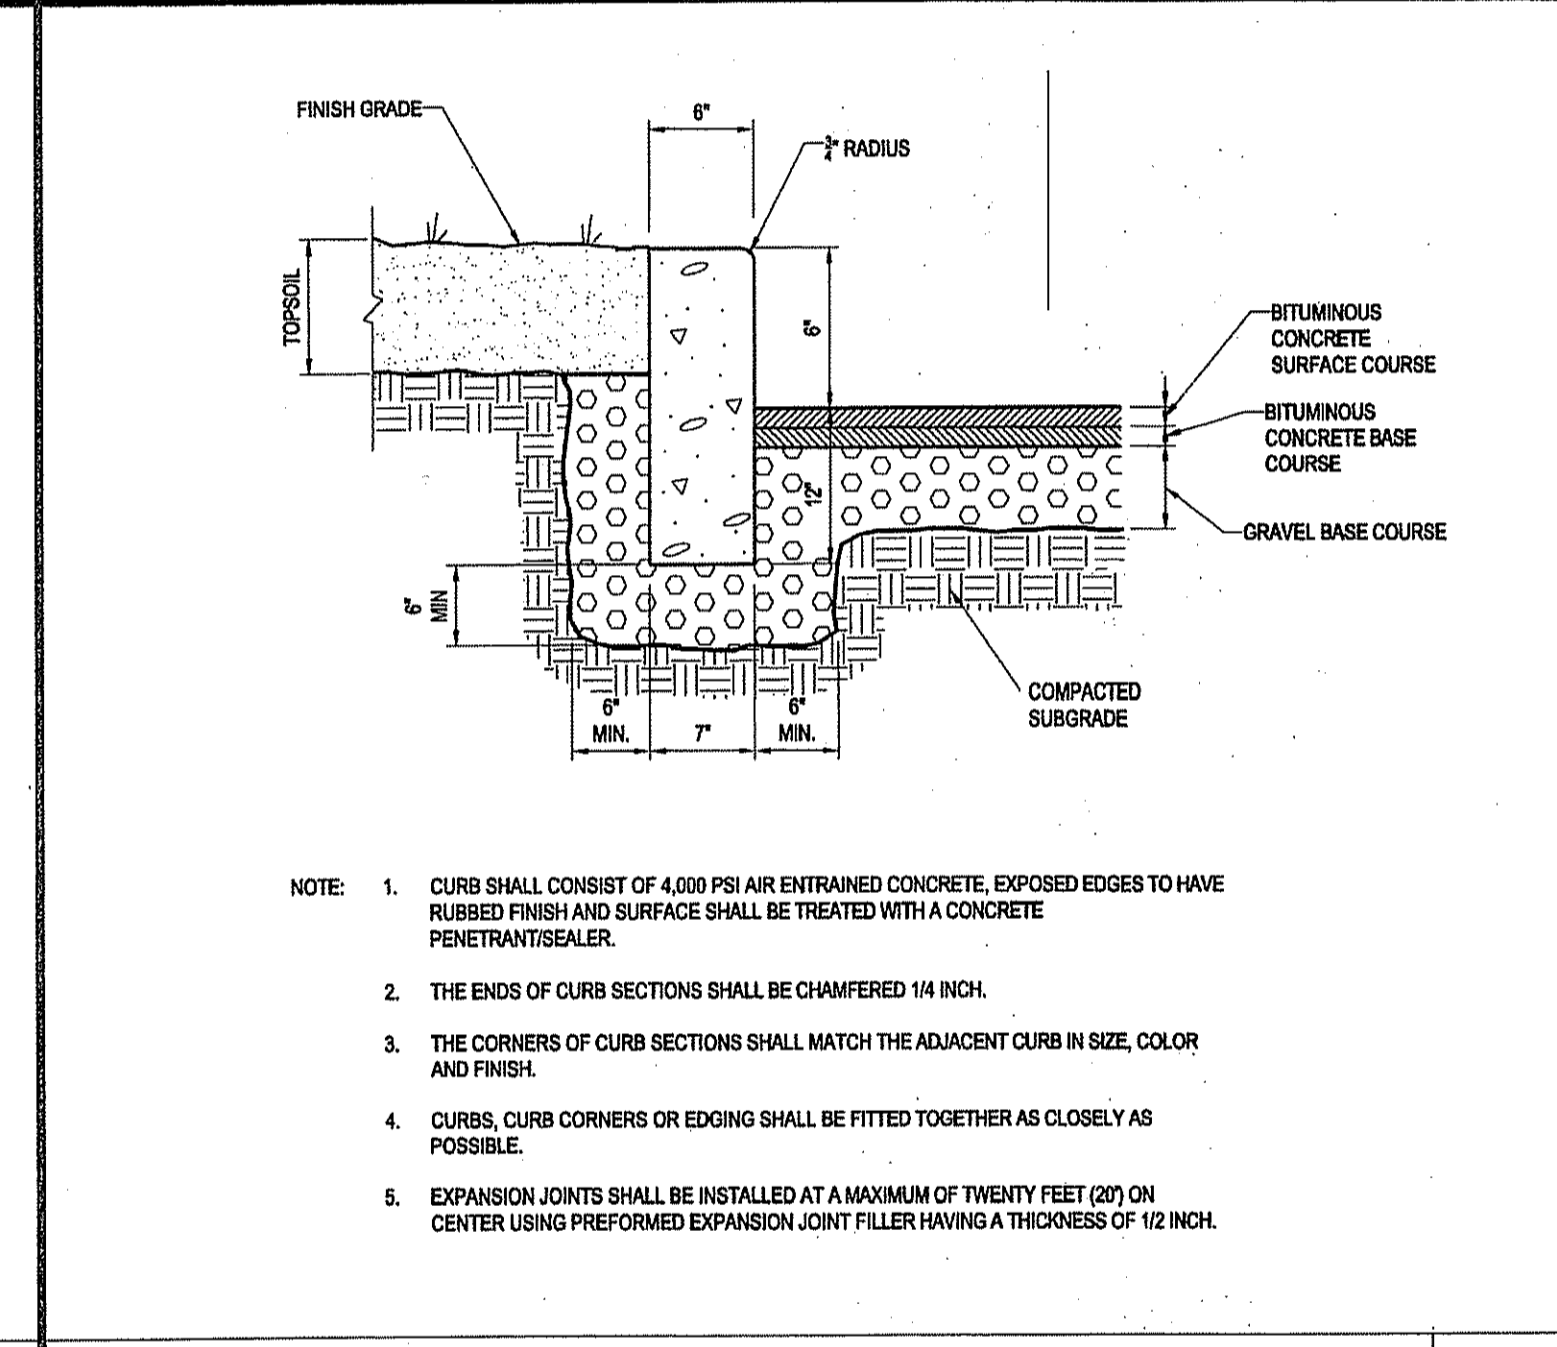 FINISH GRADE
6"
3/4" RADIUS
TOPSOIL
6"
BITUMINOUS
CONCRETE
SURFACE COURSE
BITUMINOUS
CONCRETE BASE
COURSE
12"
GRAVEL BASE COURSE
6"
MIN
COMPACTED
SUBGRADE
6"
MIN.
7"
6"
MIN.
NOTE: 1. CURB SHALL CONSIST OF 4,000 PSI AIR ENTRAINED CONCRETE, EXPOSED EDGES TO HAVE
RUBBED FINISH AND SURFACE SHALL BE TREATED WITH A CONCRETE
PENETRANT/SEALER.
2. THE ENDS OF CURB SECTIONS SHALL BE CHAMFERED 1/4 INCH.
3. THE CORNERS OF CURB SECTIONS SHALL MATCH THE ADJACENT CURB IN SIZE, COLOR
AND FINISH.
4. CURBS, CURB CORNERS OR EDGING SHALL BE FITTED TOGETHER AS CLOSELY AS
POSSIBLE.
5. EXPANSION JOINTS SHALL BE INSTALLED AT A MAXIMUM OF TWENTY FEET (20') ON
CENTER USING PREFORMED EXPANSION JOINT FILLER HAVING A THICKNESS OF 1/2 INCH.